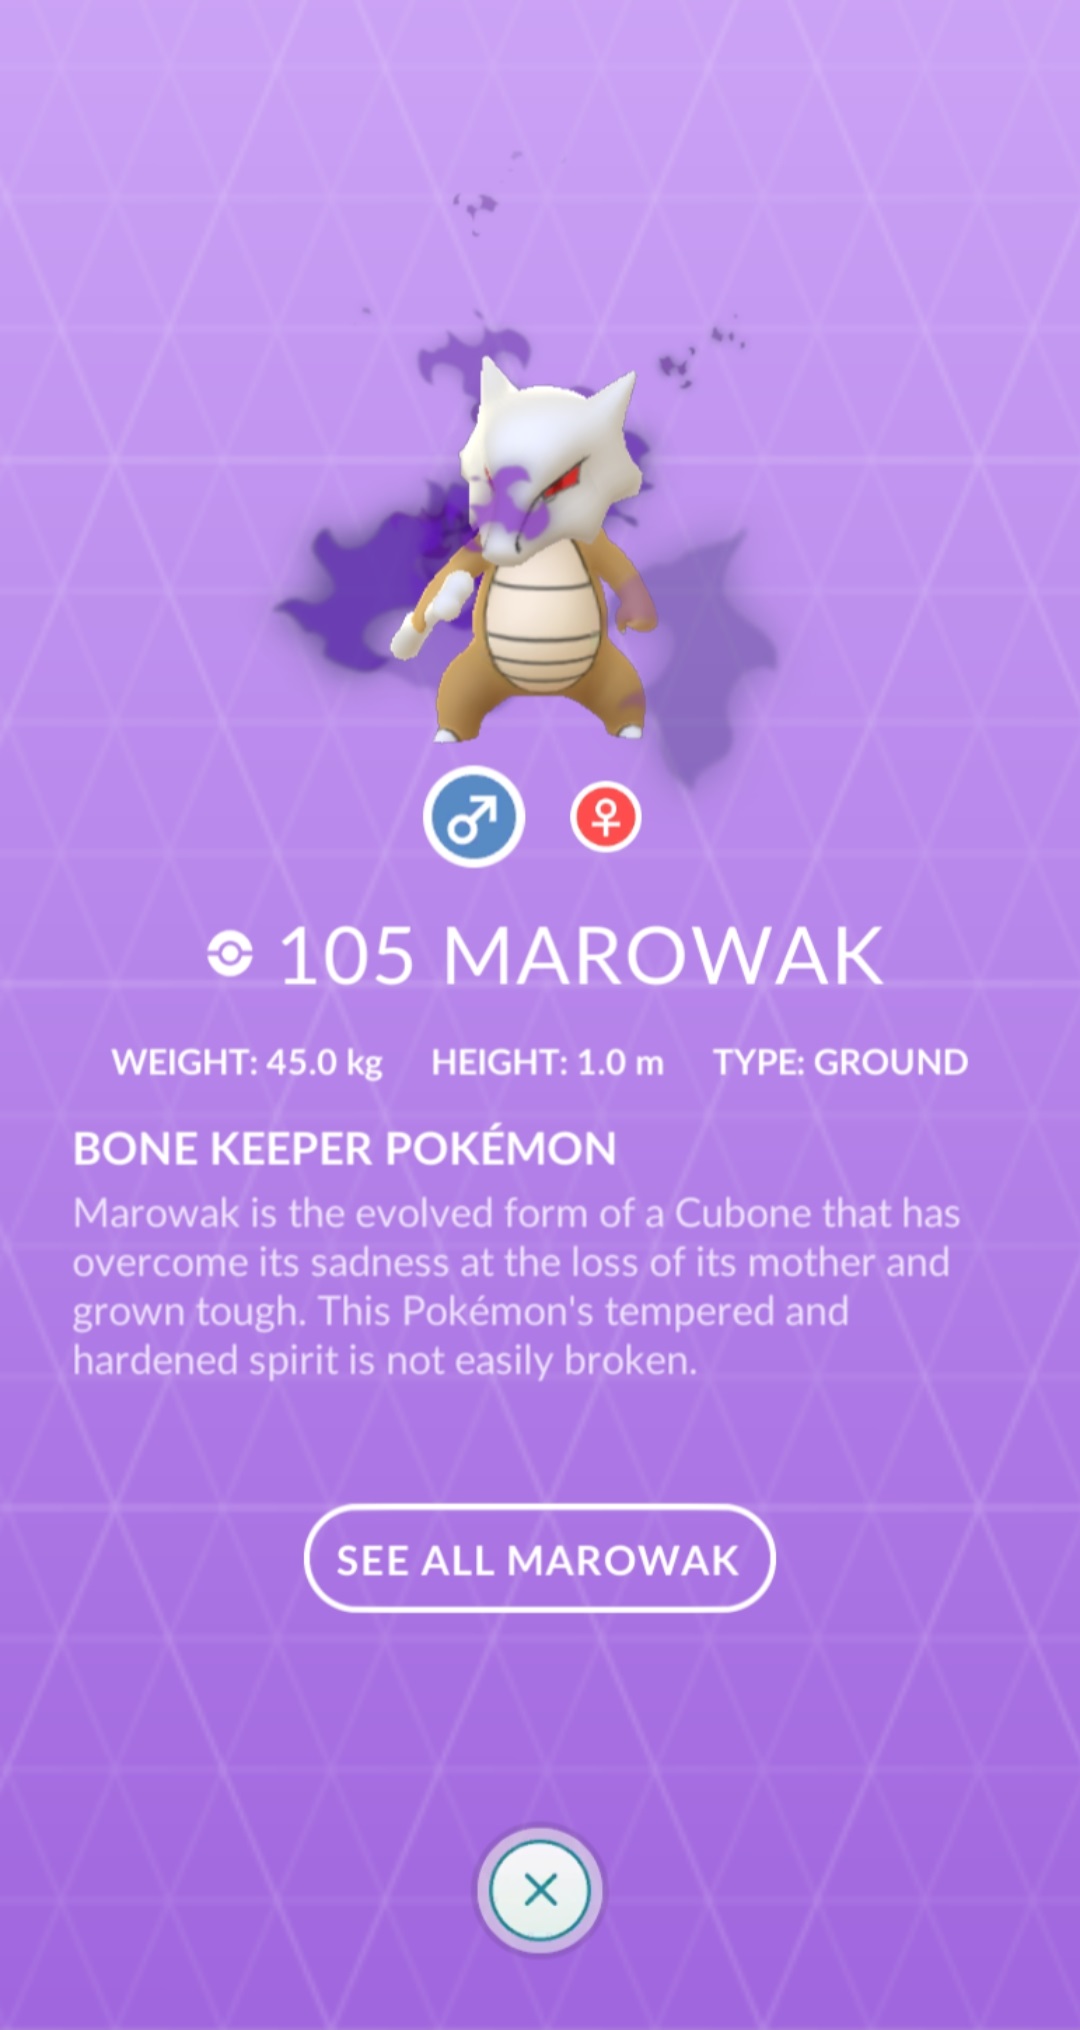 105 MAROWAK
WEIGHT: 45.0 kg HEIGHT: 1.0 m TYPE: GROUND
BONE KEEPER POKÉMON
Marowak is the evolved form of a Cubone that has
overcome its sadness at the loss of its mother and
grown tough. This Pokémon's tempered and
hardened spirit is not easily broken.
SEE ALL MAROWAK